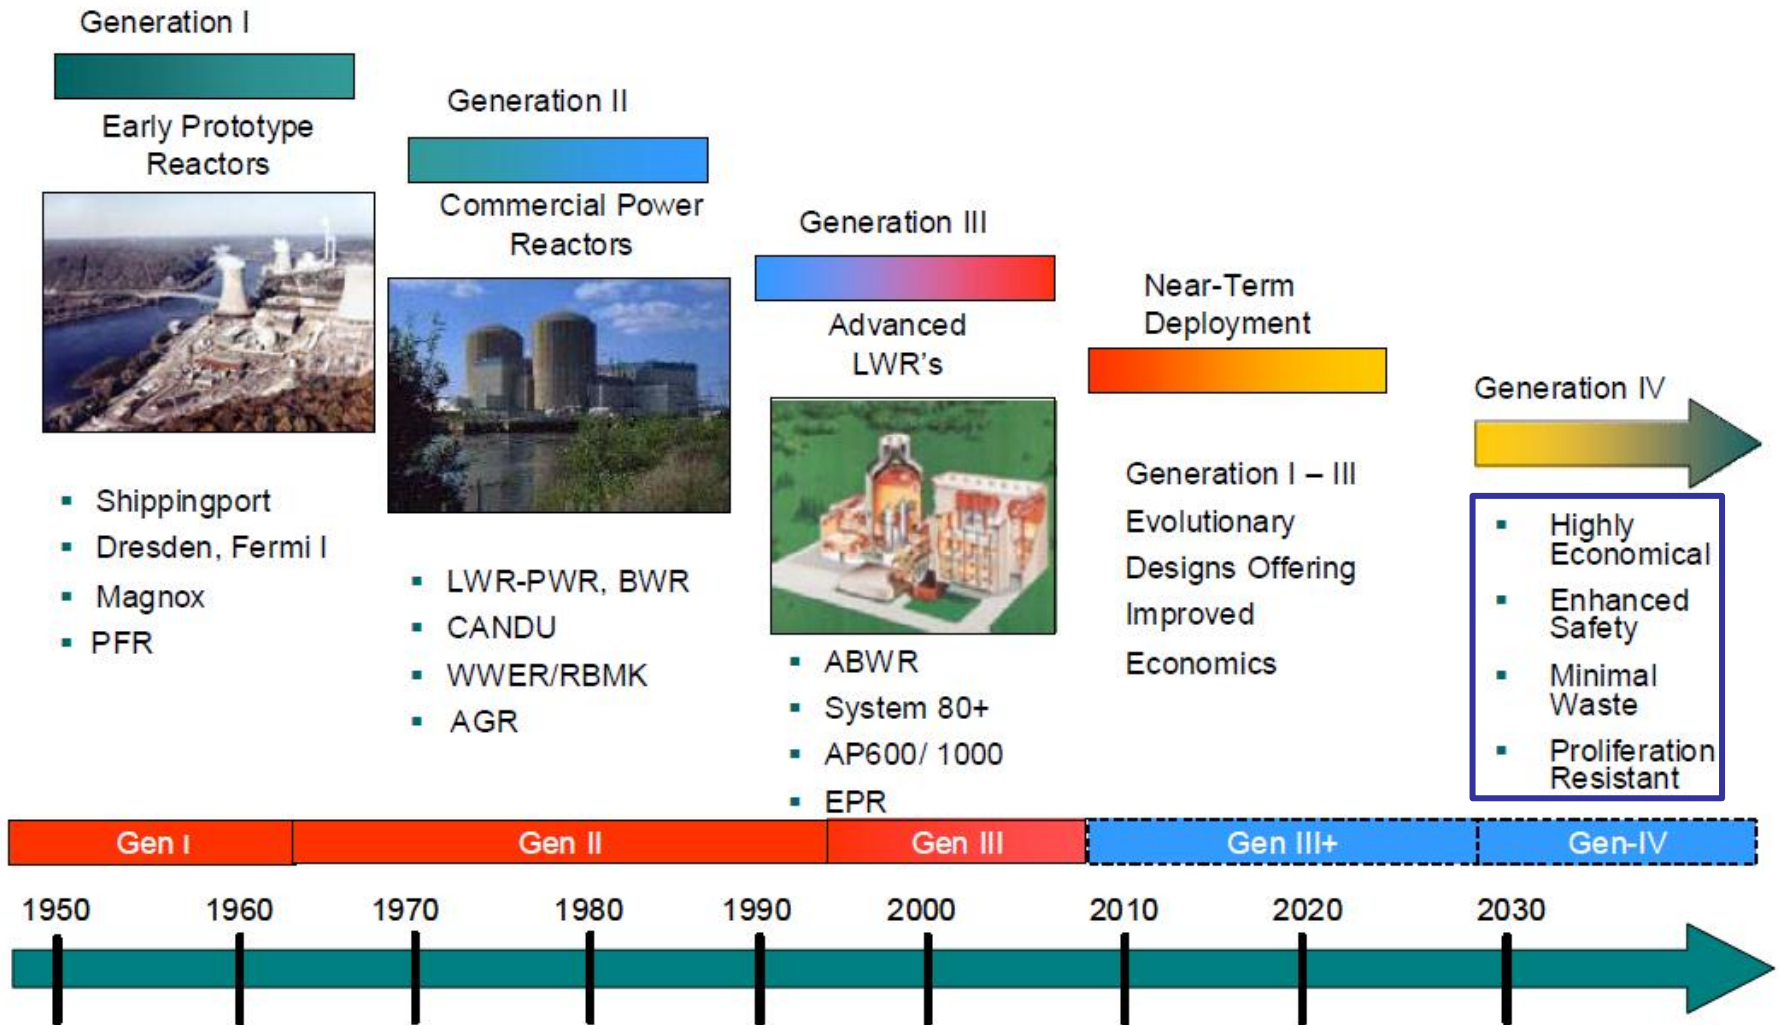 Generation I
Early Prototype
Reactors
Shippingport
Dresden, Fermi I
Magnox
PFR
Generation II
Commercial Power
Reactors
LWR-PWR, BWR
CANDU
WWER/RBMK
AGR
Generation III
Advanced
LWR's
ABWR
System 80+
AP600/ 1000
EPR
Near-Term
Deployment
Generation I – III
Evolutionary
Designs Offering
Improved
Economics
Generation IV
Highly
Economical
Enhanced
Safety
Minimal
Waste
Proliferation
Resistant
Gen I
Gen II
Gen III
Gen III+
Gen-IV
1950
1960
1970
1980
1990
2000
2010
2020
2030